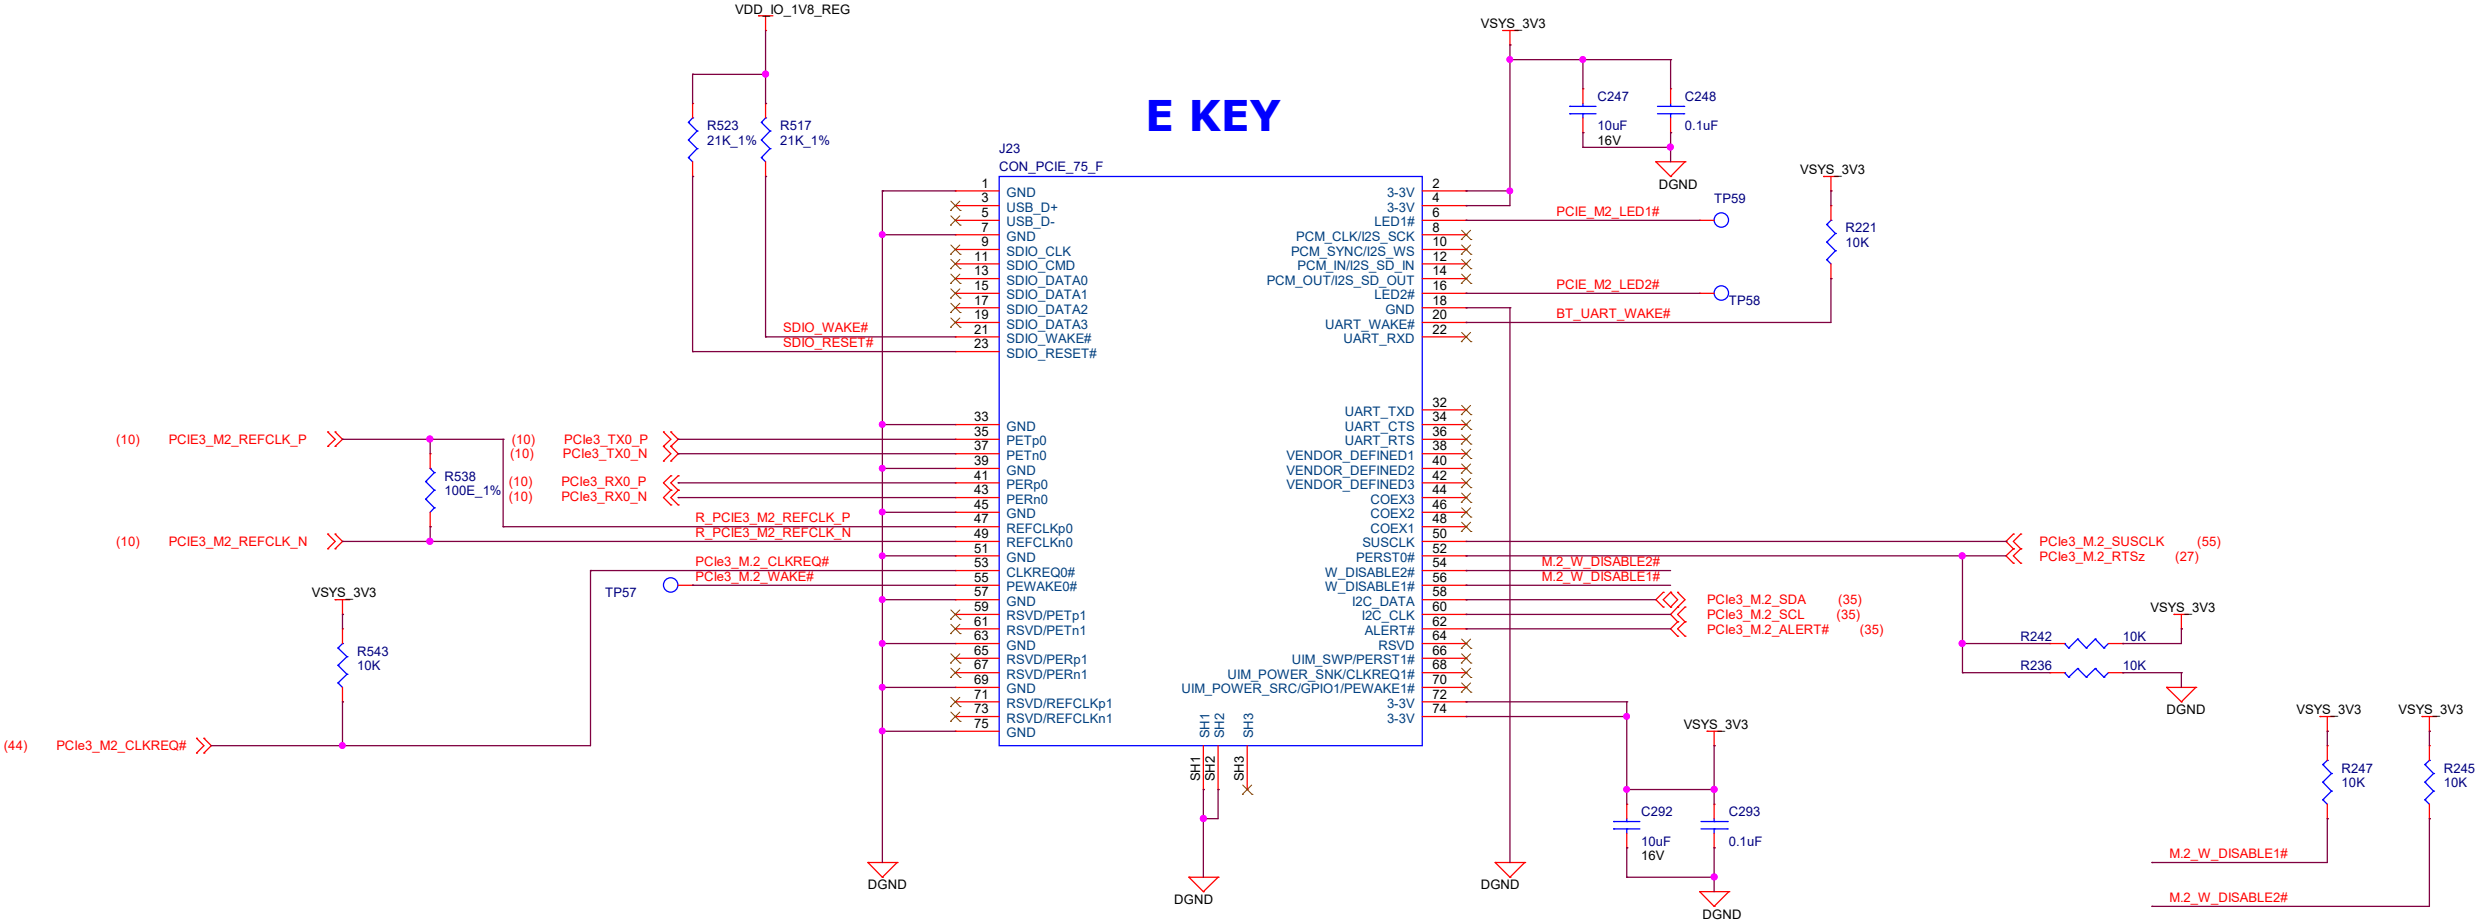 VDD_IO_1V8_REG
VSYS_3V3
E KEY
R523
21K_1%
R517
21K_1%
C247
10uF
16V
C248
0.1uF
DGND
J23
CON_PCIE_75_F
1 GND
3 USB_D+
5 USB_D-
7 GND
9 SDIO_CLK
11 SDIO_CMD
13 SDIO_DATA0
15 SDIO_DATA1
17 SDIO_DATA2
19 SDIO_DATA3
SDIO_WAKE# 21 SDIO_WAKE#
SDIO_RESET# 23 SDIO_RESET#
33 GND
(10) PCIe3_TX0_P 35 PETp0
(10) PCIe3_TX0_N 37 PETn0
39 GND
(10) PCIe3_RX0_P 41 PERp0
(10) PCIe3_RX0_N 43 PERn0
45 GND
R_PCIE3_M2_REFCLK_P 47 REFCLKp0
R_PCIE3_M2_REFCLK_N 49 REFCLKn0
51 GND
PCIe3_M.2_CLKREQ# 53 CLKREQ0#
TP57 PCIe3_M.2_WAKE# 55 PEWAKE0#
57 GND
59 RSVD/PETp1
61 RSVD/PETn1
63 GND
65 RSVD/PERp1
67 RSVD/PERn1
69 GND
71 RSVD/REFCLKp1
73 RSVD/REFCLKn1
75 GND
(10) PCIE3_M2_REFCLK_P
R538
100E_1%
(10) PCIE3_M2_REFCLK_N
VSYS_3V3
R543
10K
(44) PCIe3_M2_CLKREQ#
3-3V 2
3-3V 4
LED1# 6 PCIE_M2_LED1# TP59
PCM_CLK/I2S_SCK 8
PCM_SYNC/I2S_WS 10
PCM_IN/I2S_SD_IN 12
PCM_OUT/I2S_SD_OUT 14
LED2# 16 PCIE_M2_LED2# TP58
GND 18
UART_WAKE# 20 BT_UART_WAKE#
UART_RXD 22
VSYS_3V3
R221
10K
UART_TXD 32
UART_CTS 34
UART_RTS 36
VENDOR_DEFINED1 38
VENDOR_DEFINED2 40
VENDOR_DEFINED3 42
COEX3 44
COEX2 46
COEX1 48
SUSCLK 50 PCIe3_M.2_SUSCLK (55)
PERST0# 52 PCIe3_M.2_RTSz (27)
W_DISABLE2# 54 M.2_W_DISABLE2#
W_DISABLE1# 56 M.2_W_DISABLE1#
I2C_DATA 58 PCIe3_M.2_SDA (35)
I2C_CLK 60 PCIe3_M.2_SCL (35)
ALERT# 62 PCIe3_M.2_ALERT# (35)
RSVD 64
UIM_SWP/PERST1# 66
UIM_POWER_SNK/CLKREQ1# 68
UIM_POWER_SRC/GPIO1/PEWAKE1# 70
3-3V 72
3-3V 74
SH1
SH2
SH3
SH1
SH2
SH3
VSYS_3V3
R242 10K
R236 10K
DGND
VSYS_3V3
C292
10uF
16V
C293
0.1uF
DGND
VSYS_3V3
R247
10K
VSYS_3V3
R245
10K
M.2_W_DISABLE1#
M.2_W_DISABLE2#
DGND
DGND
DGND